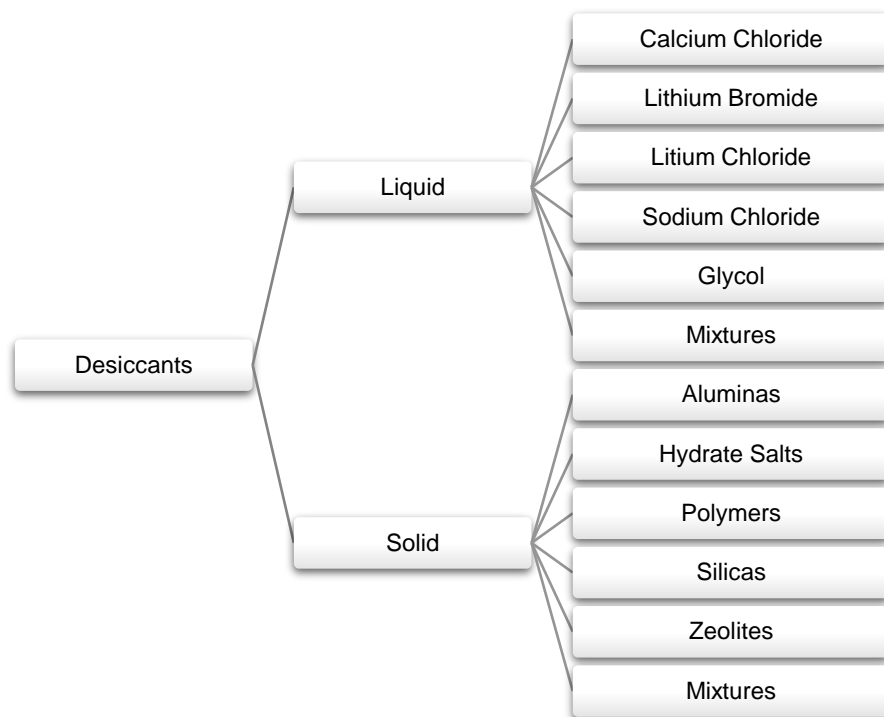 Desiccants
Liquid
Calcium Chloride
Lithium Bromide
Litium Chloride
Sodium Chloride
Glycol
Mixtures
Solid
Aluminas
Hydrate Salts
Polymers
Silicas
Zeolites
Mixtures